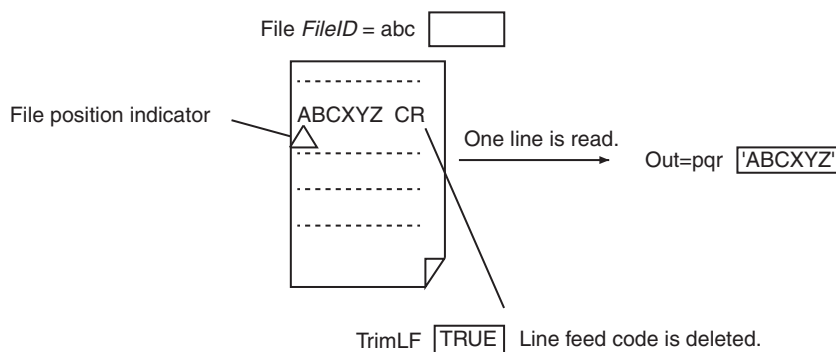 File FileID = abc
File position indicator
ABCXYZ CR
One line is read.
Out=pqr 'ABCXYZ'
TrimLF TRUE Line feed code is deleted.